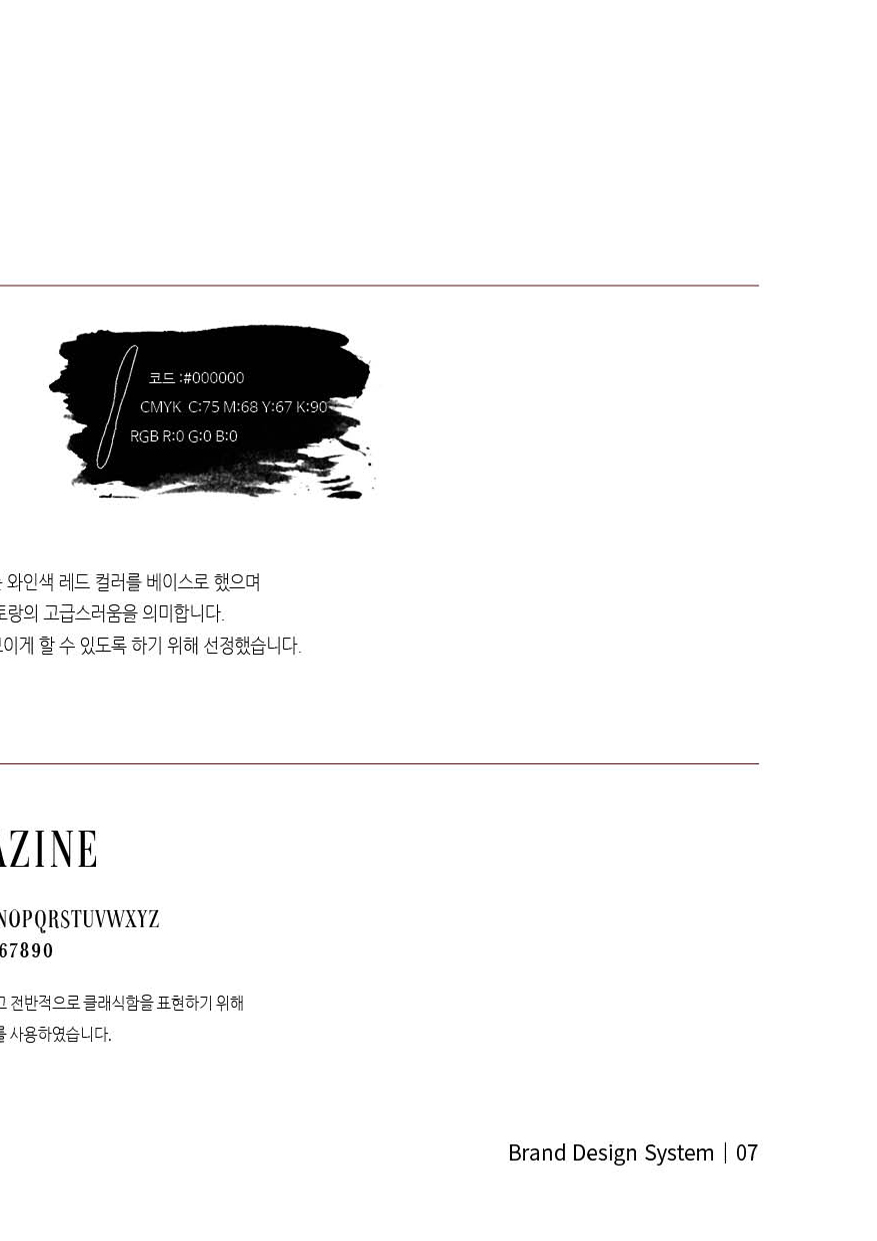 코드 :#000000
CMYK C:75 M:68 Y:67 K:90
RGB R:0 G:0 B:0
와인색 레드 컬러를 베이스로 했으며
토랑의 고급스러움을 의미합니다.
보이게 할 수 있도록 하기 위해 선정했습니다.
AZINE
NOPQRSTUVWXYZ
67890
고 전반적으로 클래식함을 표현하기 위해
를 사용하였습니다.
Brand Design System | 07